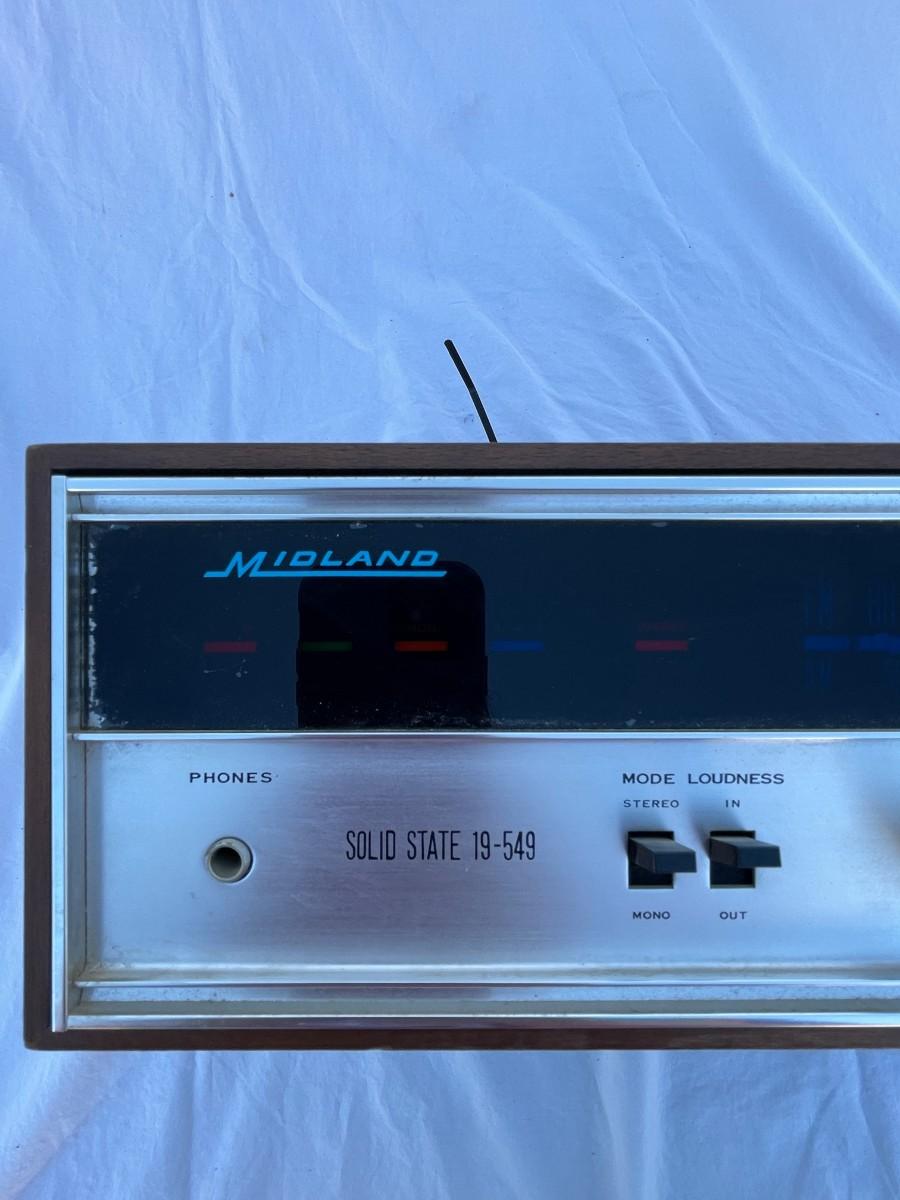 MIDLAND
PHONES
MODE LOUDNESS
STEREO IN
SOLID STATE 19-549
MONO OUT